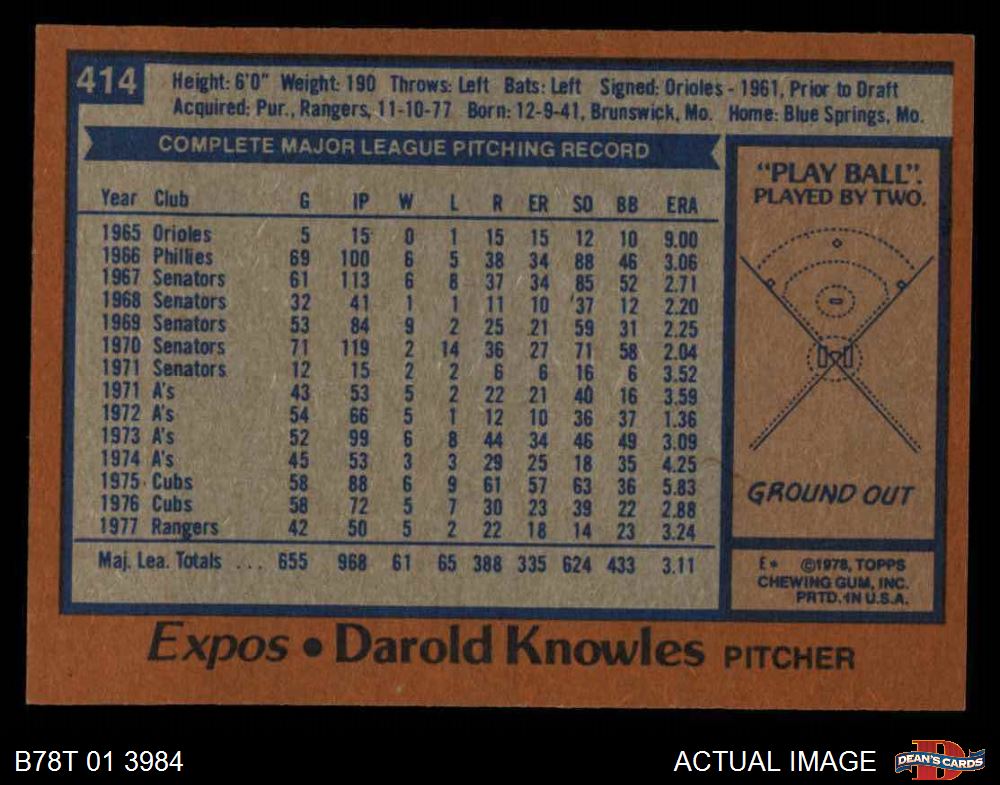 414
Height: 6'0" Weight: 190 Throws: Left Bats: Left Signed: Orioles - 1961, Prior to Draft
Acquired: Pur., Rangers, 11-10-77 Born: 12-9-41, Brunswick, Mo. Home: Blue Springs, Mo.
COMPLETE MAJOR LEAGUE PITCHING RECORD
Year Club G IP W L R ER SO BB ERA
1965 Orioles 5 15 0 1 15 15 12 10 9.00
1966 Phillies 69 100 6 5 38 34 88 46 3.06
1967 Senators 61 113 6 8 37 34 85 52 2.71
1968 Senators 32 41 1 1 11 10 37 12 2.20
1969 Senators 53 84 9 2 25 21 59 31 2.25
1970 Senators 71 119 2 14 36 27 71 58 2.04
1971 Senators 12 15 2 2 6 6 16 6 3.52
1971 A's 43 53 5 2 22 21 40 16 3.59
1972 A's 54 66 5 1 12 10 36 37 1.36
1973 A's 52 99 6 8 44 34 46 49 3.09
1974 A's 45 53 3 3 29 25 18 35 4.25
1975 Cubs 58 88 6 9 61 57 63 36 5.83
1976 Cubs 58 72 5 7 30 23 39 22 2.88
1977 Rangers 42 50 5 2 22 18 14 23 3.24
Maj. Lea. Totals ... 655 968 61 65 388 335 624 433 3.11
"PLAY BALL".
PLAYED BY TWO.
GROUND OUT
E* ©1978, TOPPS
CHEWING GUM, INC.
PRTD. IN U.S.A.
Expos • Darold Knowles PITCHER
B78T 01 3984
ACTUAL IMAGE
D
DEAN'S CARDS